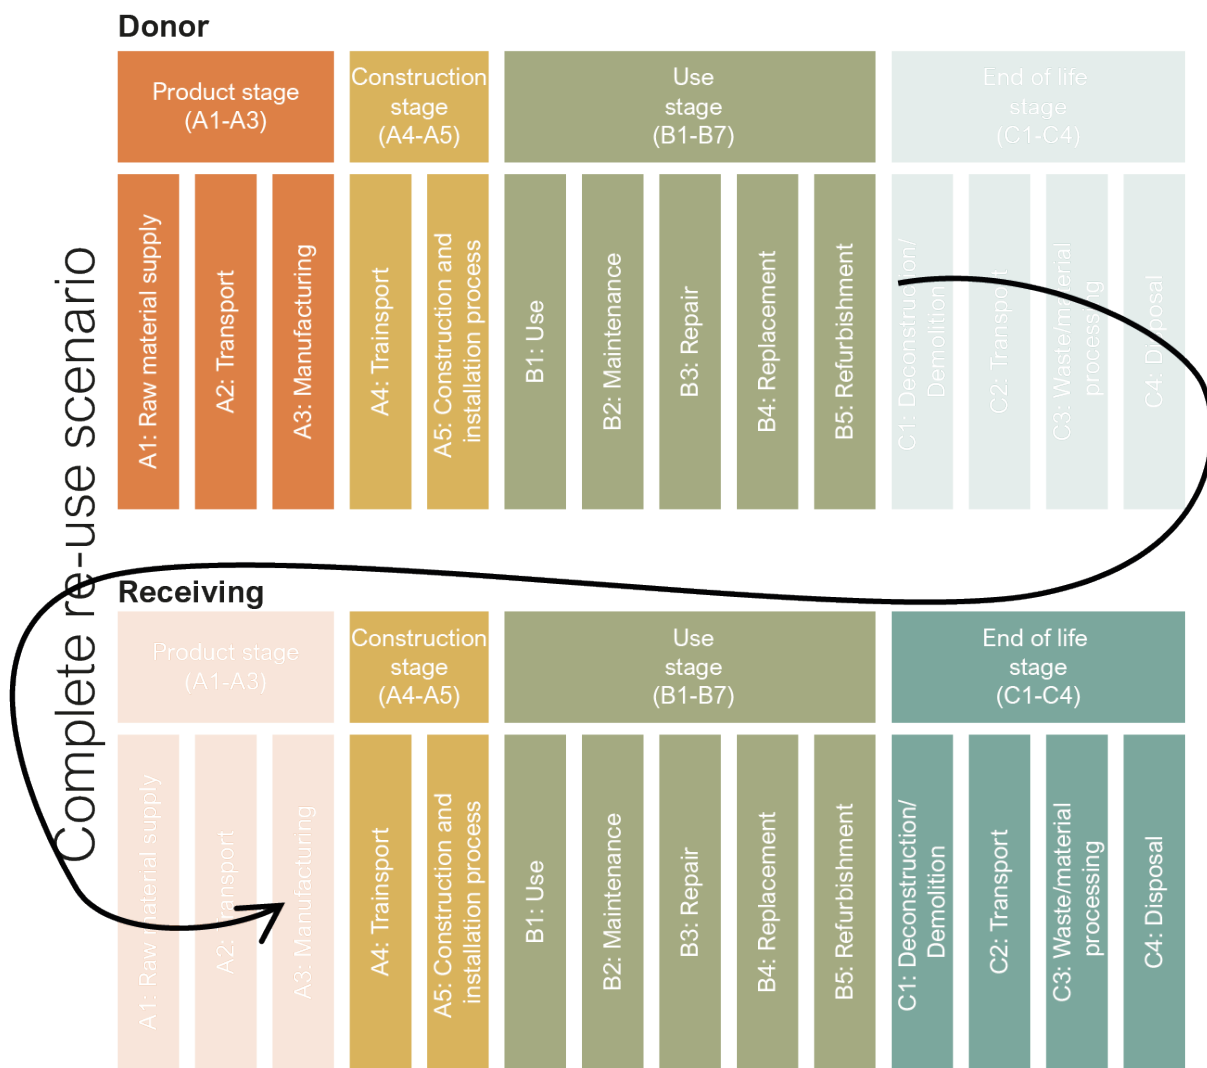 Donor
Product stage
(A1-A3)
Construction
stage
(A4-A5)
Use
stage
(B1-B7)
End of life
stage
(C1-C4)
A1: Raw material supply
A2: Transport
A3: Manufacturing
A4: Trainsport
A5: Construction and
installation process
B1: Use
B2: Maintenance
B3: Repair
B4: Replacement
B5: Refurbishment
C1: Deconstruction/
Demolition
C2: Transport
C3: Waste/material
processing
C4: Disposal
Complete re-use scenario
Receiving
Product stage
(A1-A3)
Construction
stage
(A4-A5)
Use
stage
(B1-B7)
End of life
stage
(C1-C4)
A1: Raw material supply
A2: Transport
A3: Manufacturing
A4: Trainsport
A5: Construction and
installation process
B1: Use
B2: Maintenance
B3: Repair
B4: Replacement
B5: Refurbishment
C1: Deconstruction/
Demolition
C2: Transport
C3: Waste/material
processing
C4: Disposal